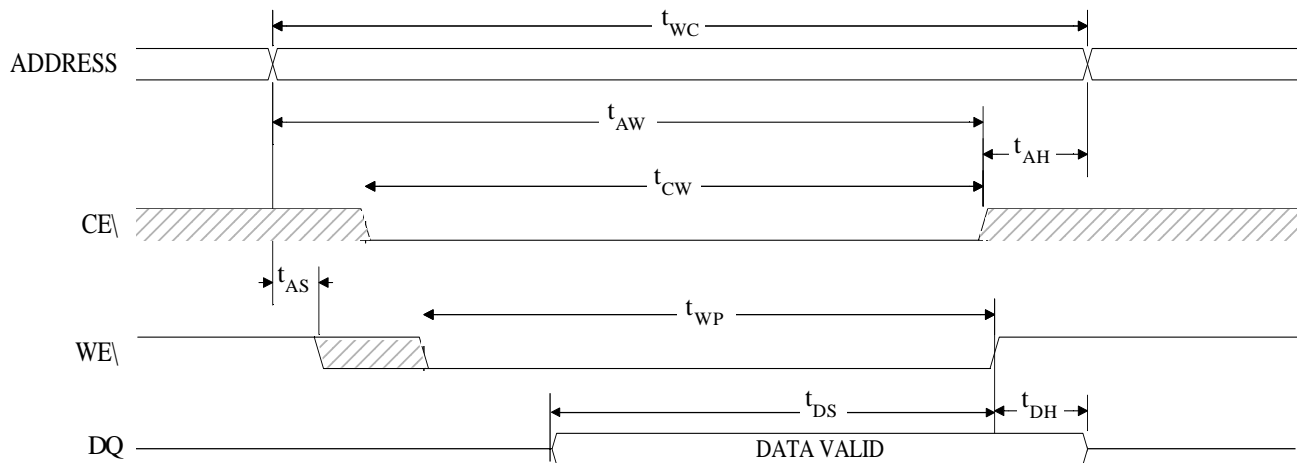 tWC
ADDRESS
tAW
tAH
tCW
CE\
tAS
tWP
WE\
tDS
tDH
DQ
DATA VALID